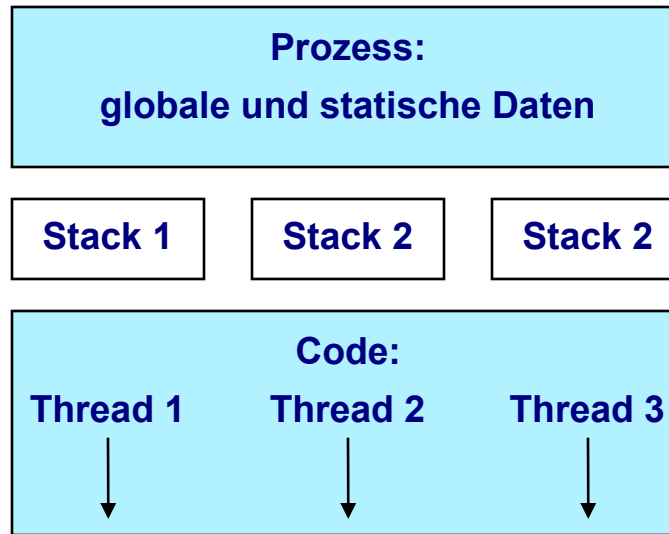 Prozess:
globale und statische Daten
Stack 1 Stack 2 Stack 2
Code:
Thread 1 Thread 2 Thread 3